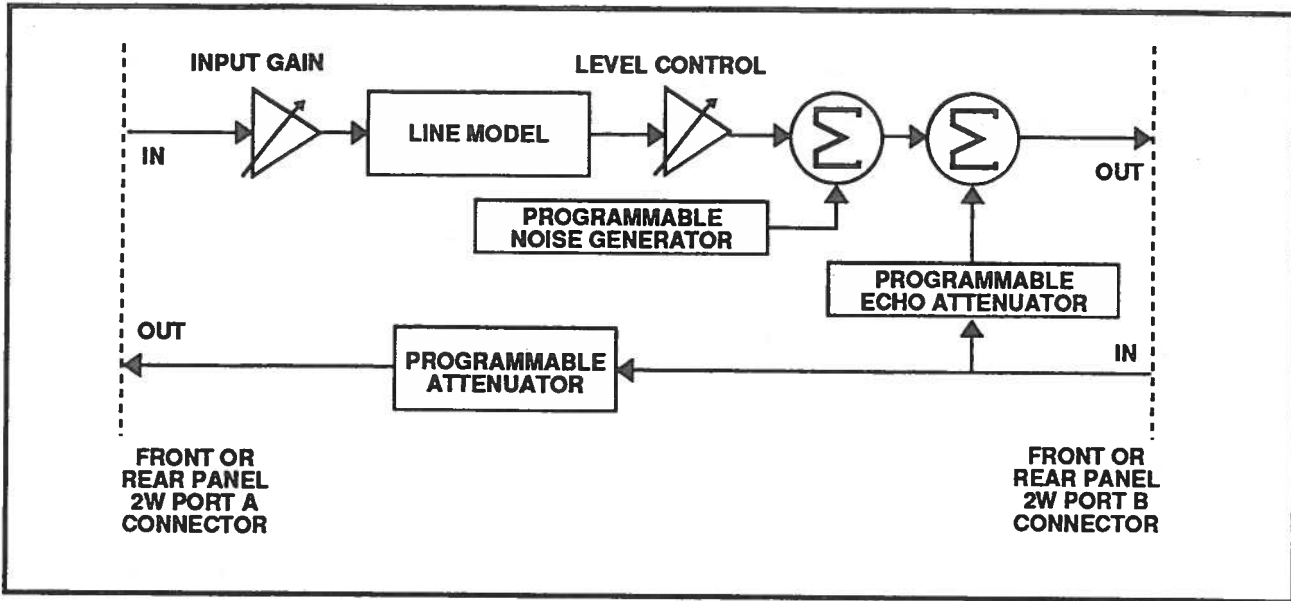 INPUT GAIN
LEVEL CONTROL
LINE MODEL
Σ
Σ
IN
OUT
PROGRAMMABLE
NOISE GENERATOR
PROGRAMMABLE
ECHO ATTENUATOR
OUT
IN
PROGRAMMABLE
ATTENUATOR
FRONT OR
REAR PANEL
2W PORT A
CONNECTOR
FRONT OR
REAR PANEL
2W PORT B
CONNECTOR